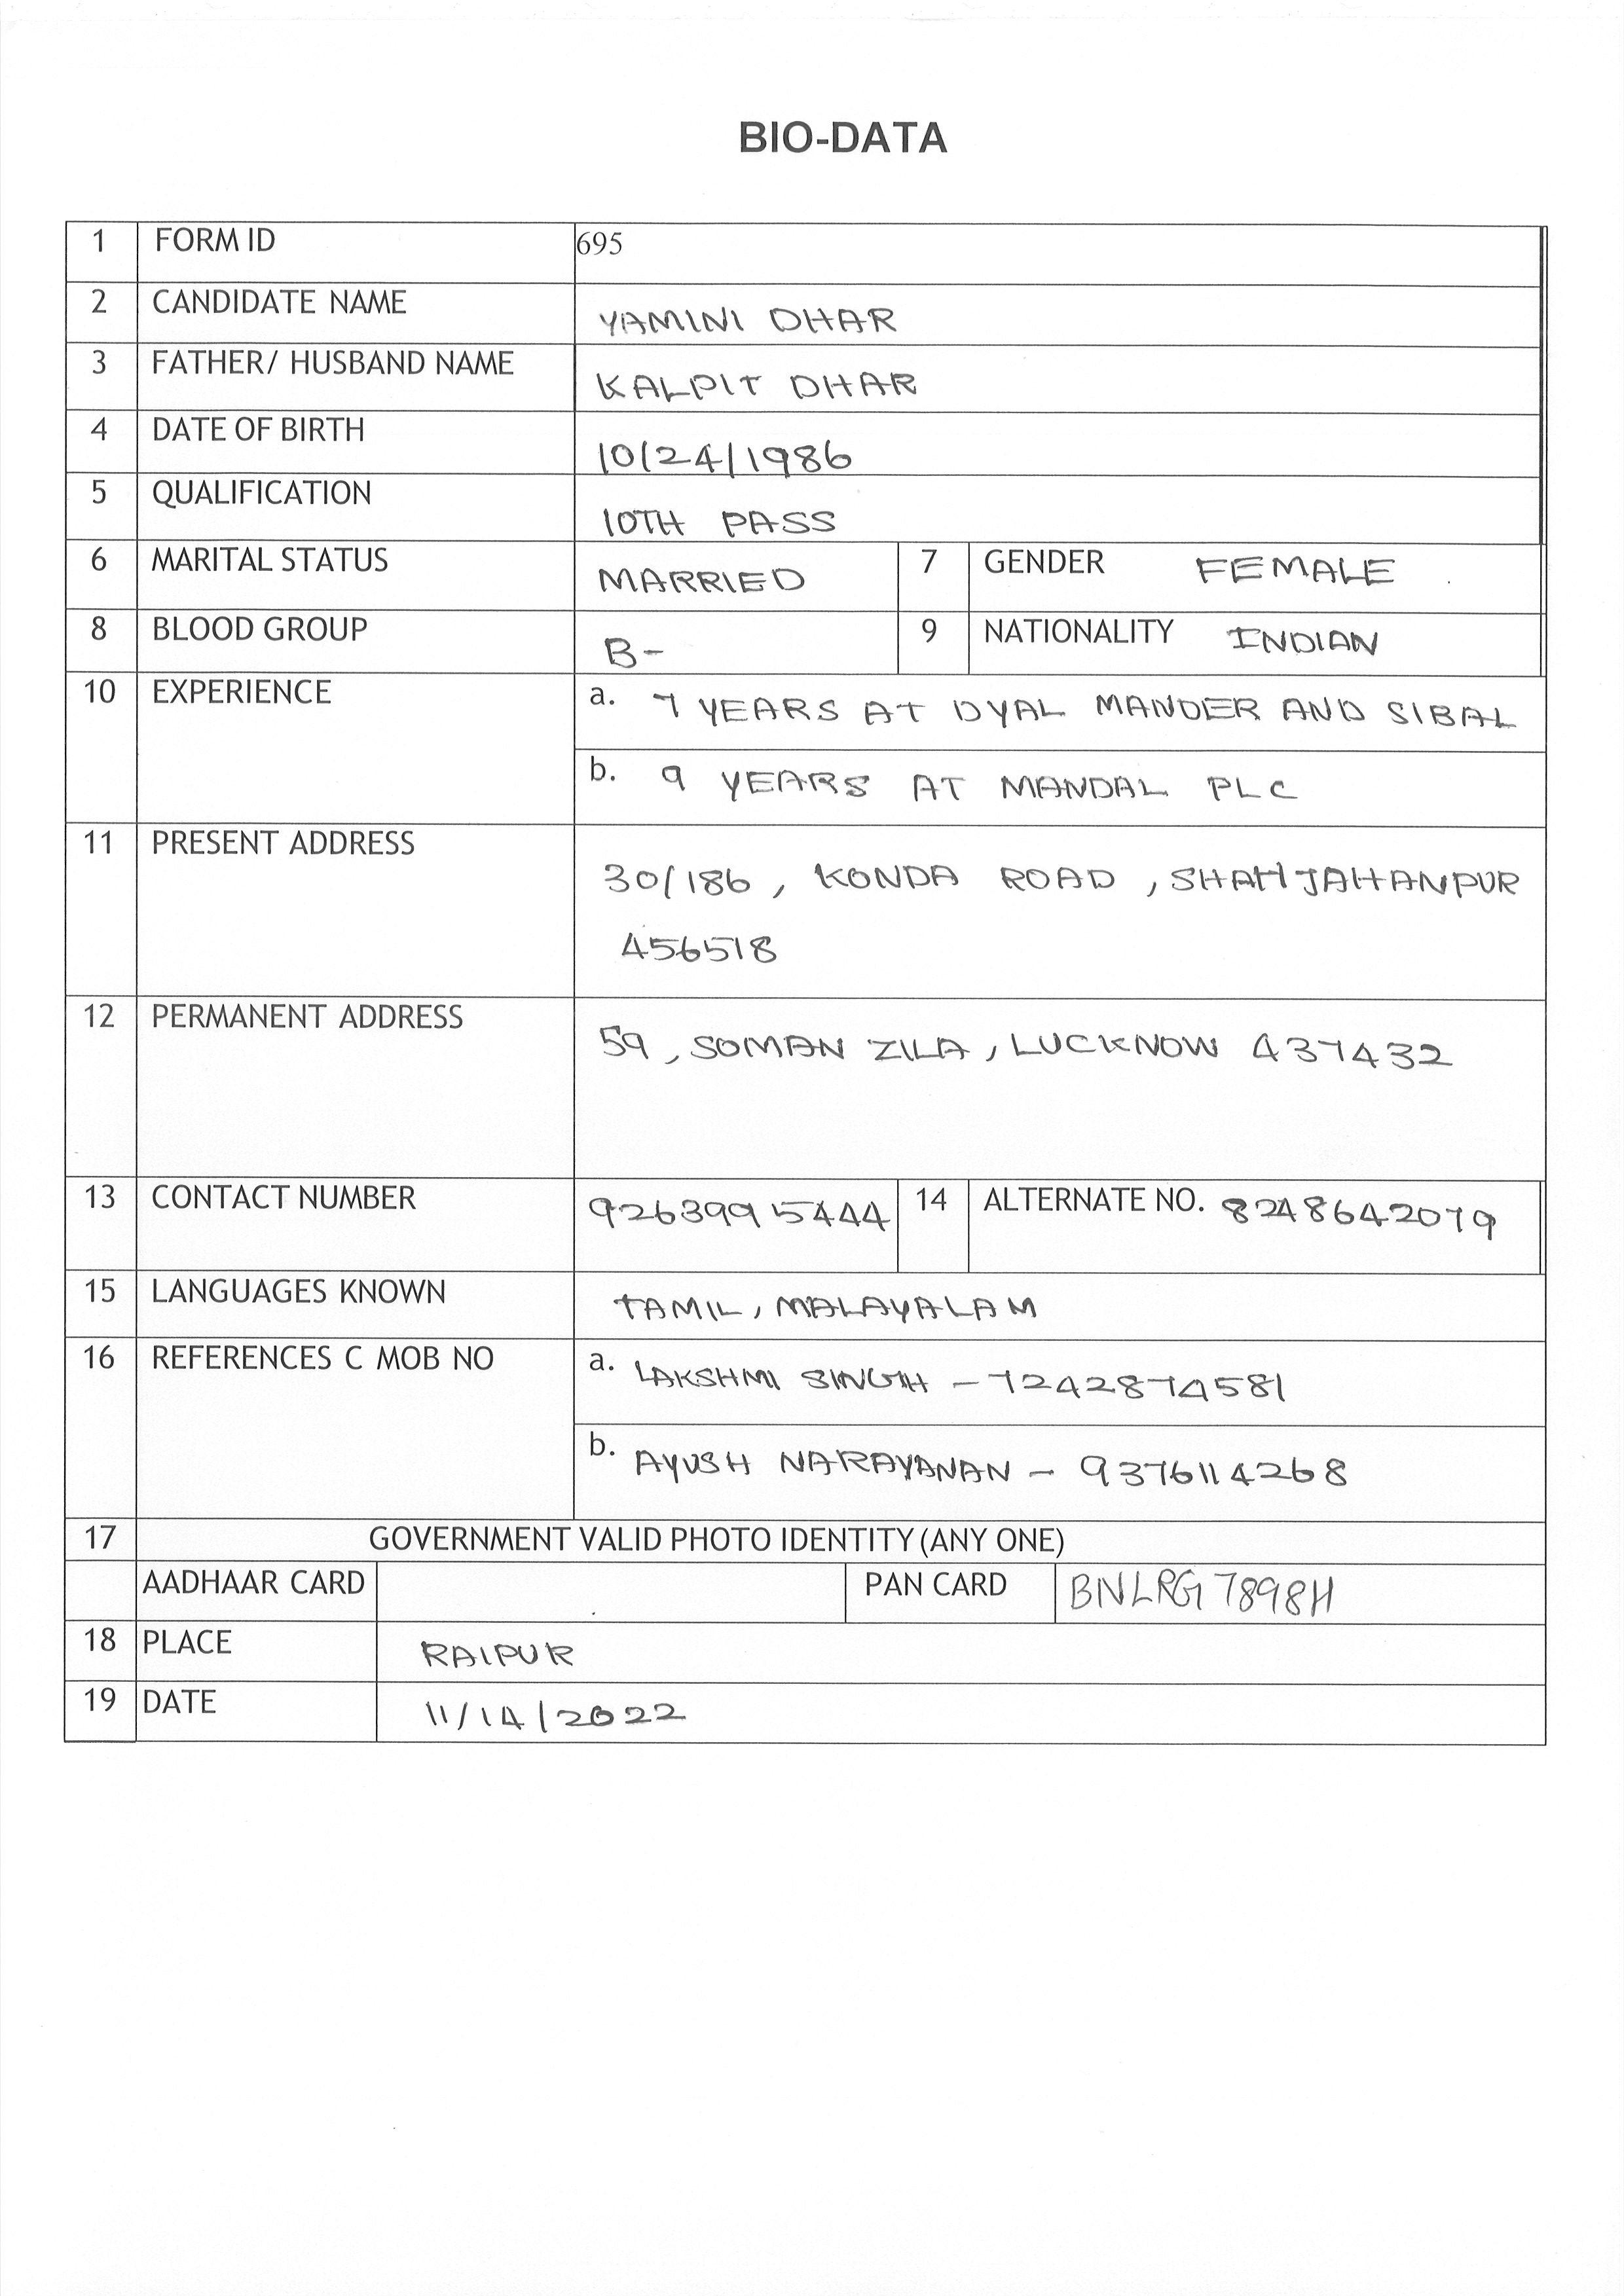 BIO-DATA
1 FORM ID 695
2 CANDIDATE NAME YAMINI DHAR
3 FATHER/ HUSBAND NAME KALPIT DHAR
4 DATE OF BIRTH 10/24/1986
5 QUALIFICATION 10TH PASS
6 MARITAL STATUS MARRIED 7 GENDER FEMALE
8 BLOOD GROUP B- 9 NATIONALITY INDIAN
10 EXPERIENCE a. 7 YEARS AT DYAL MANDER AND SIBAL
b. 9 YEARS AT MANDAL PLC
11 PRESENT ADDRESS
30/186, KONDA ROAD, SHAHJAHANPUR
456518
12 PERMANENT ADDRESS
59, SOMAN ZILA, LUCKNOW 437432
13 CONTACT NUMBER 92639915444 14 ALTERNATE NO. 8248642079
15 LANGUAGES KNOWN TAMIL, MALAYALAM
16 REFERENCES C MOB NO a. LAKSHMI SINGH - 7242874581
b. AYUSH NARAYANAN - 9376114268
17 GOVERNMENT VALID PHOTO IDENTITY (ANY ONE)
AADHAAR CARD PAN CARD BNLRG7898H
18 PLACE RAIPUR
19 DATE 11/14/2022